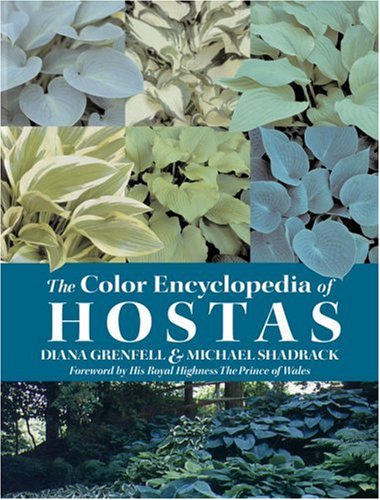 The Color Encyclopedia of
HOSTAS
DIANA GRENFELL & MICHAEL SHADRACK
Foreword by His Royal Highness The Prince of Wales